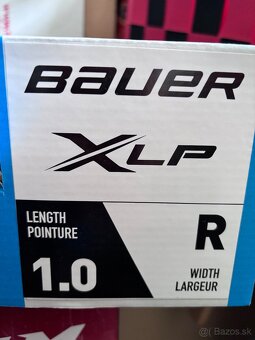 BAUER
XLP
LENGTH
POINTURE
1.0
R
WIDTH
LARGEUR
© Bazos.sk